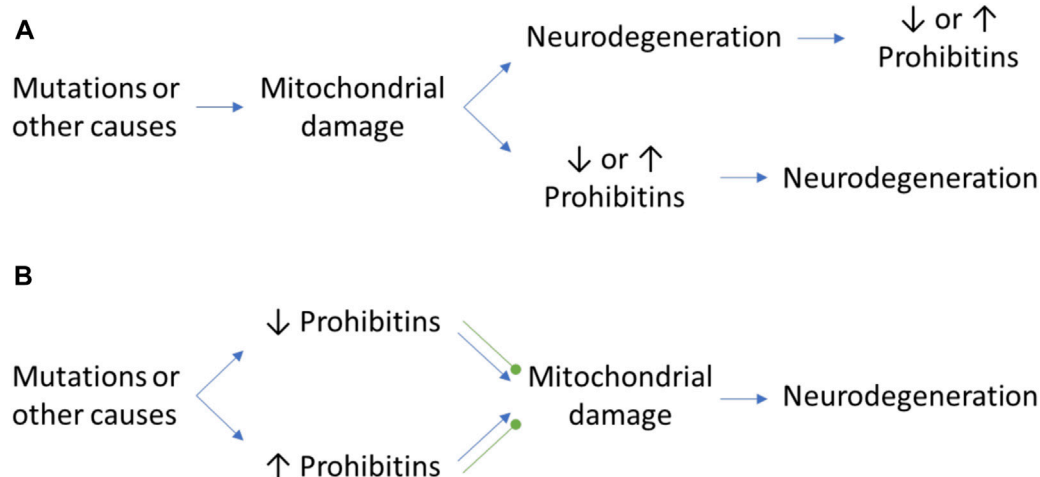 A
Mutations or
other causes
Mitochondrial
damage
Neurodegeneration
↓ or ↑
Prohibitins
↓ or ↑
Prohibitins
Neurodegeneration
B
Mutations or
other causes
↓ Prohibitins
↑ Prohibitins
Mitochondrial
damage
Neurodegeneration